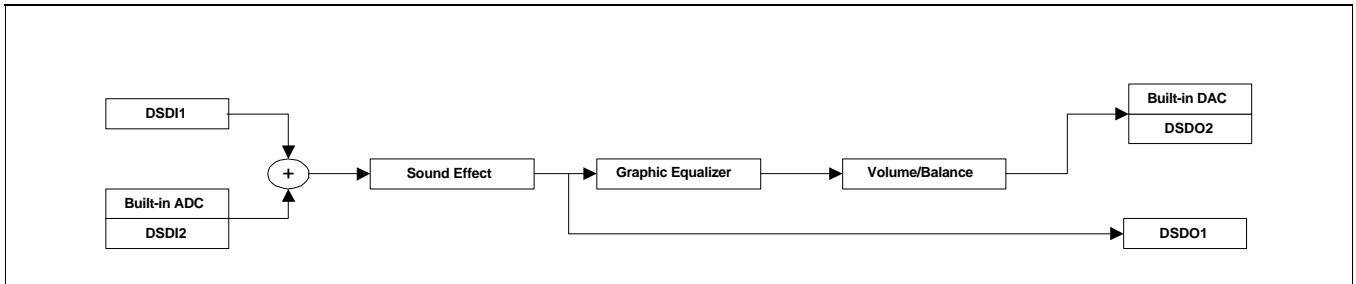 DSDI1
Built-in ADC
DSDI2
+
Sound Effect
Graphic Equalizer
Volume/Balance
Built-in DAC
DSDO2
DSDO1